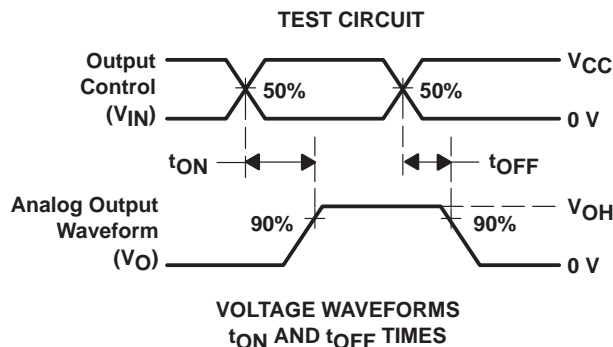 TEST CIRCUIT
Output
Control
(VIN)
50%
50%
VCC
0 V
tON
tOFF
Analog Output
Waveform
(VO)
90%
90%
VOH
0 V
VOLTAGE WAVEFORMS
tON AND tOFF TIMES